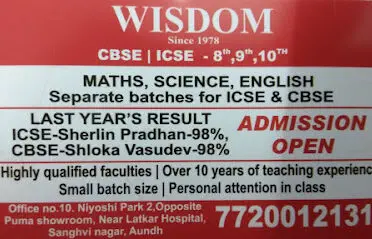 WISDOM
Since 1978
CBSE | ICSE - 8th,9th,10TH
MATHS, SCIENCE, ENGLISH
Separate batches for ICSE & CBSE
LAST YEAR'S RESULT
ICSE-Sherlin Pradhan-98%,
CBSE-Shloka Vasudev-98%
ADMISSION
OPEN
Highly qualified faculties | Over 10 years of teaching experienc
Small batch size | Personal attention in class
Office no.10. Niyoshi Park 2,Opposite
Puma showroom, Near Latkar Hospital,
Sanghvi nagar, Aundh
7720012131